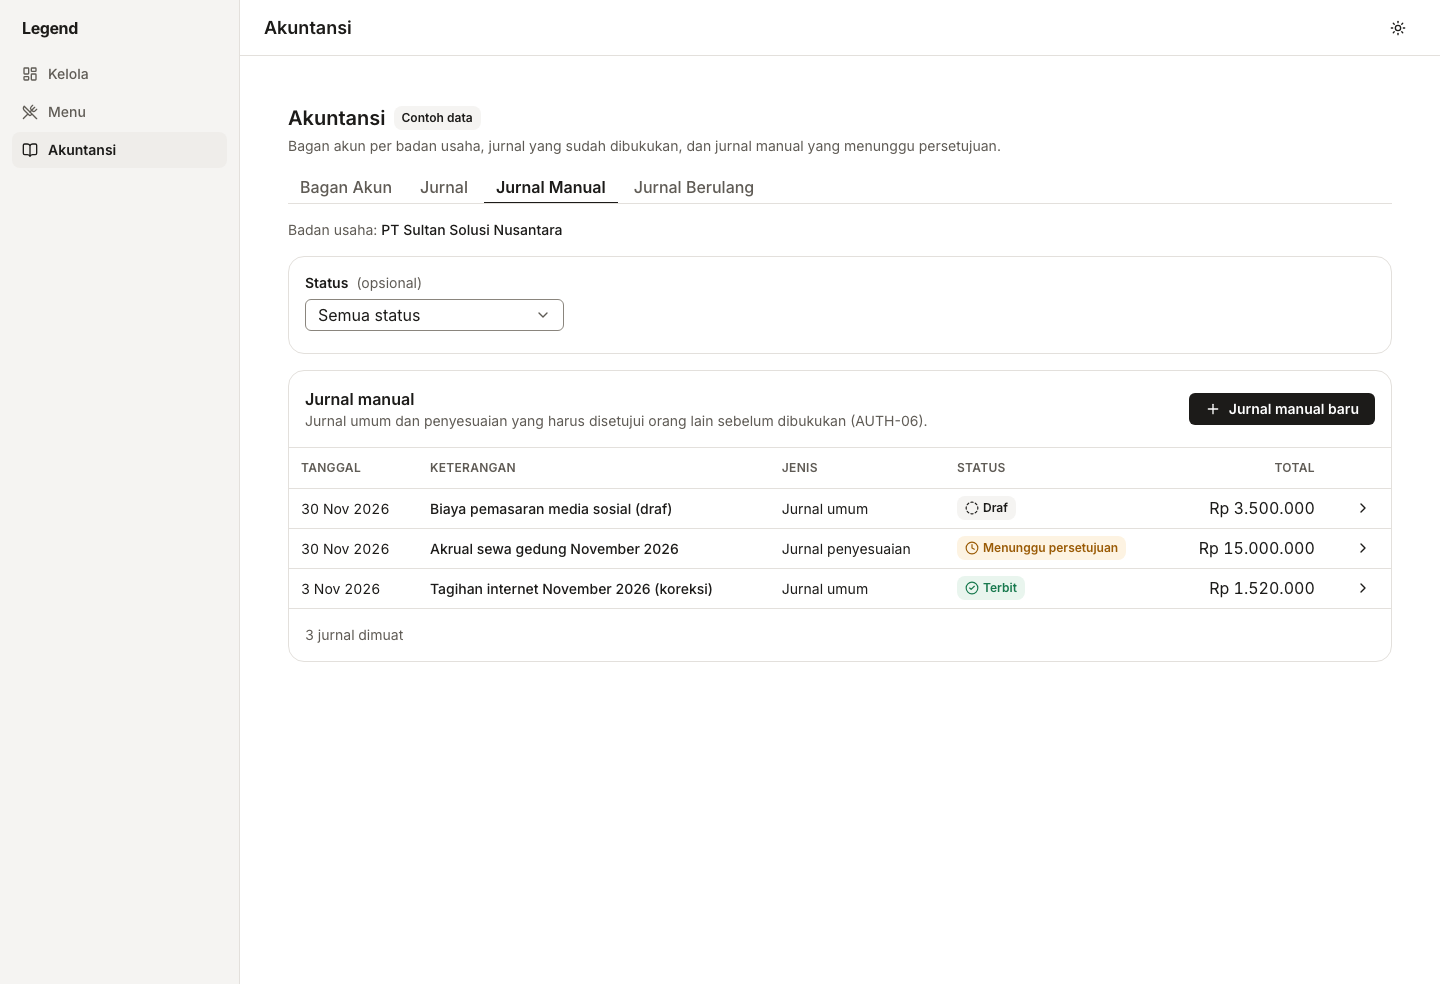 Legend
Kelola
Menu
Akuntansi
Akuntansi
Akuntansi Contoh data
Bagan akun per badan usaha, jurnal yang sudah dibukukan, dan jurnal manual yang menunggu persetujuan.
Bagan Akun Jurnal Jurnal Manual Jurnal Berulang
Badan usaha: PT Sultan Solusi Nusantara
Status (opsional)
Semua status
Jurnal manual
Jurnal umum dan penyesuaian yang harus disetujui orang lain sebelum dibukukan (AUTH-06).
Jurnal manual baru
TANGGAL KETERANGAN JENIS STATUS TOTAL
30 Nov 2026 Biaya pemasaran media sosial (draf) Jurnal umum Draf Rp 3.500.000
30 Nov 2026 Akrual sewa gedung November 2026 Jurnal penyesuaian Menunggu persetujuan Rp 15.000.000
3 Nov 2026 Tagihan internet November 2026 (koreksi) Jurnal umum Terbit Rp 1.520.000
3 jurnal dimuat